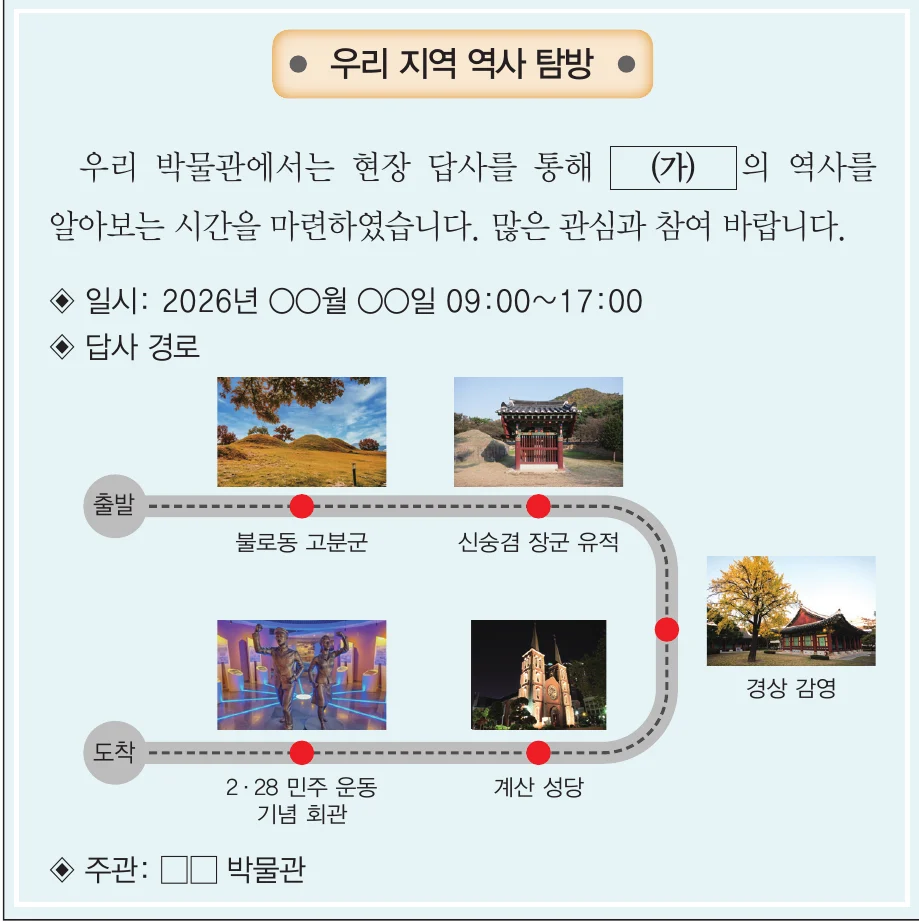 우리 지역 역사 탐방
우리 박물관에서는 현장 답사를 통해 (가)의 역사를
알아보는 시간을 마련하였습니다. 많은 관심과 참여 바랍니다.
◈ 일시: 2026년 ○○월 ○○일 09:00～17:00
◈ 답사 경로
출발
불로동 고분군
신숭겸 장군 유적
경상 감영
계산 성당
2·28 민주 운동
기념 회관
도착
◈ 주관: □□ 박물관